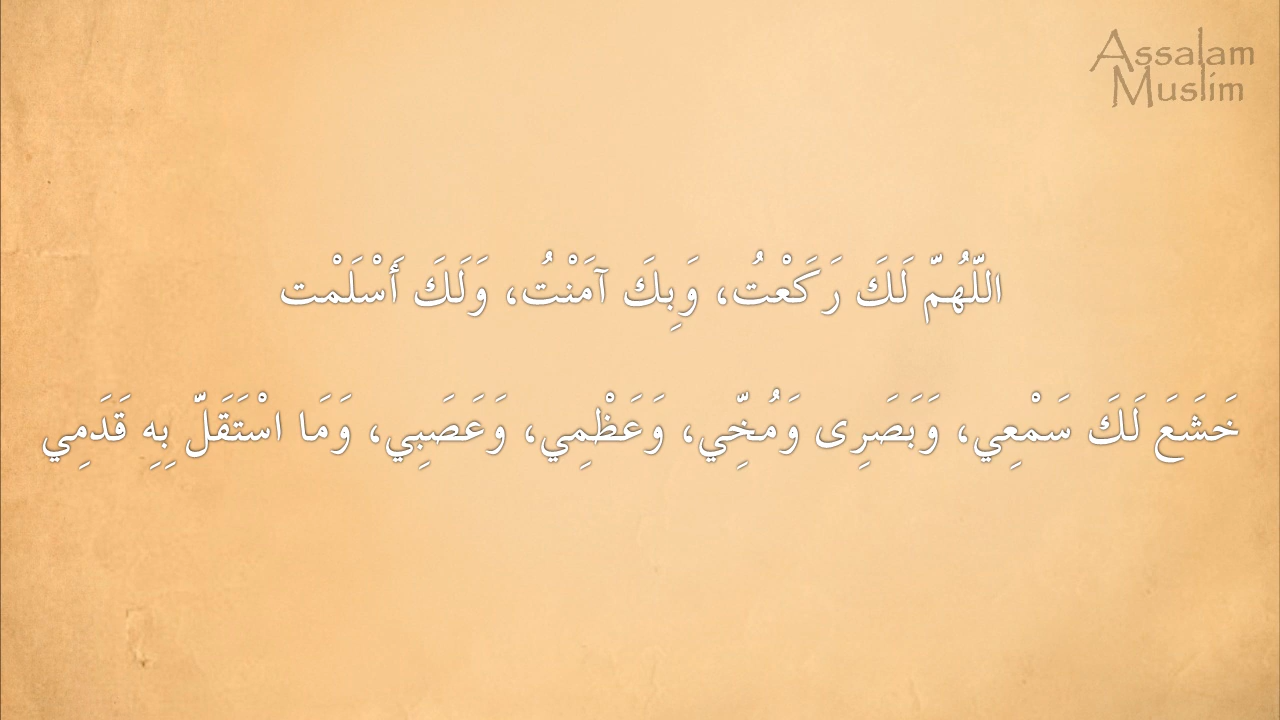 Assalam
Muslim
اللّهُمّ لَكَ رَكَعْتُ، وَبِكَ آمَنْتُ، وَلَكَ أَسْلَمْت
خَشَعَ لَكَ سَمْعِي، وَبَصَرِى وَمُخِّي، وَعَظْمِي، وَعَصَبِي، وَمَا اسْتَقَلّ بِهِ قَدَمِي